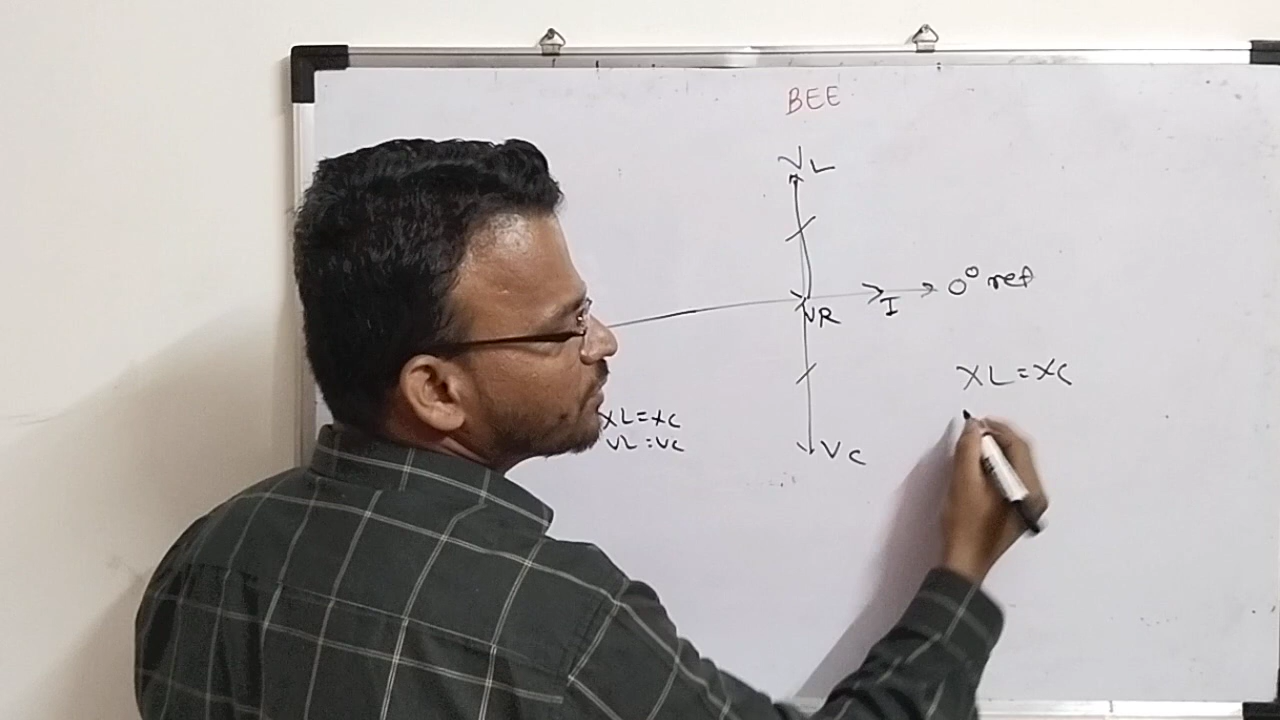 BEE
VL
0° ref
I
VR
XL=XC
XL=XC
VL=VC
VC